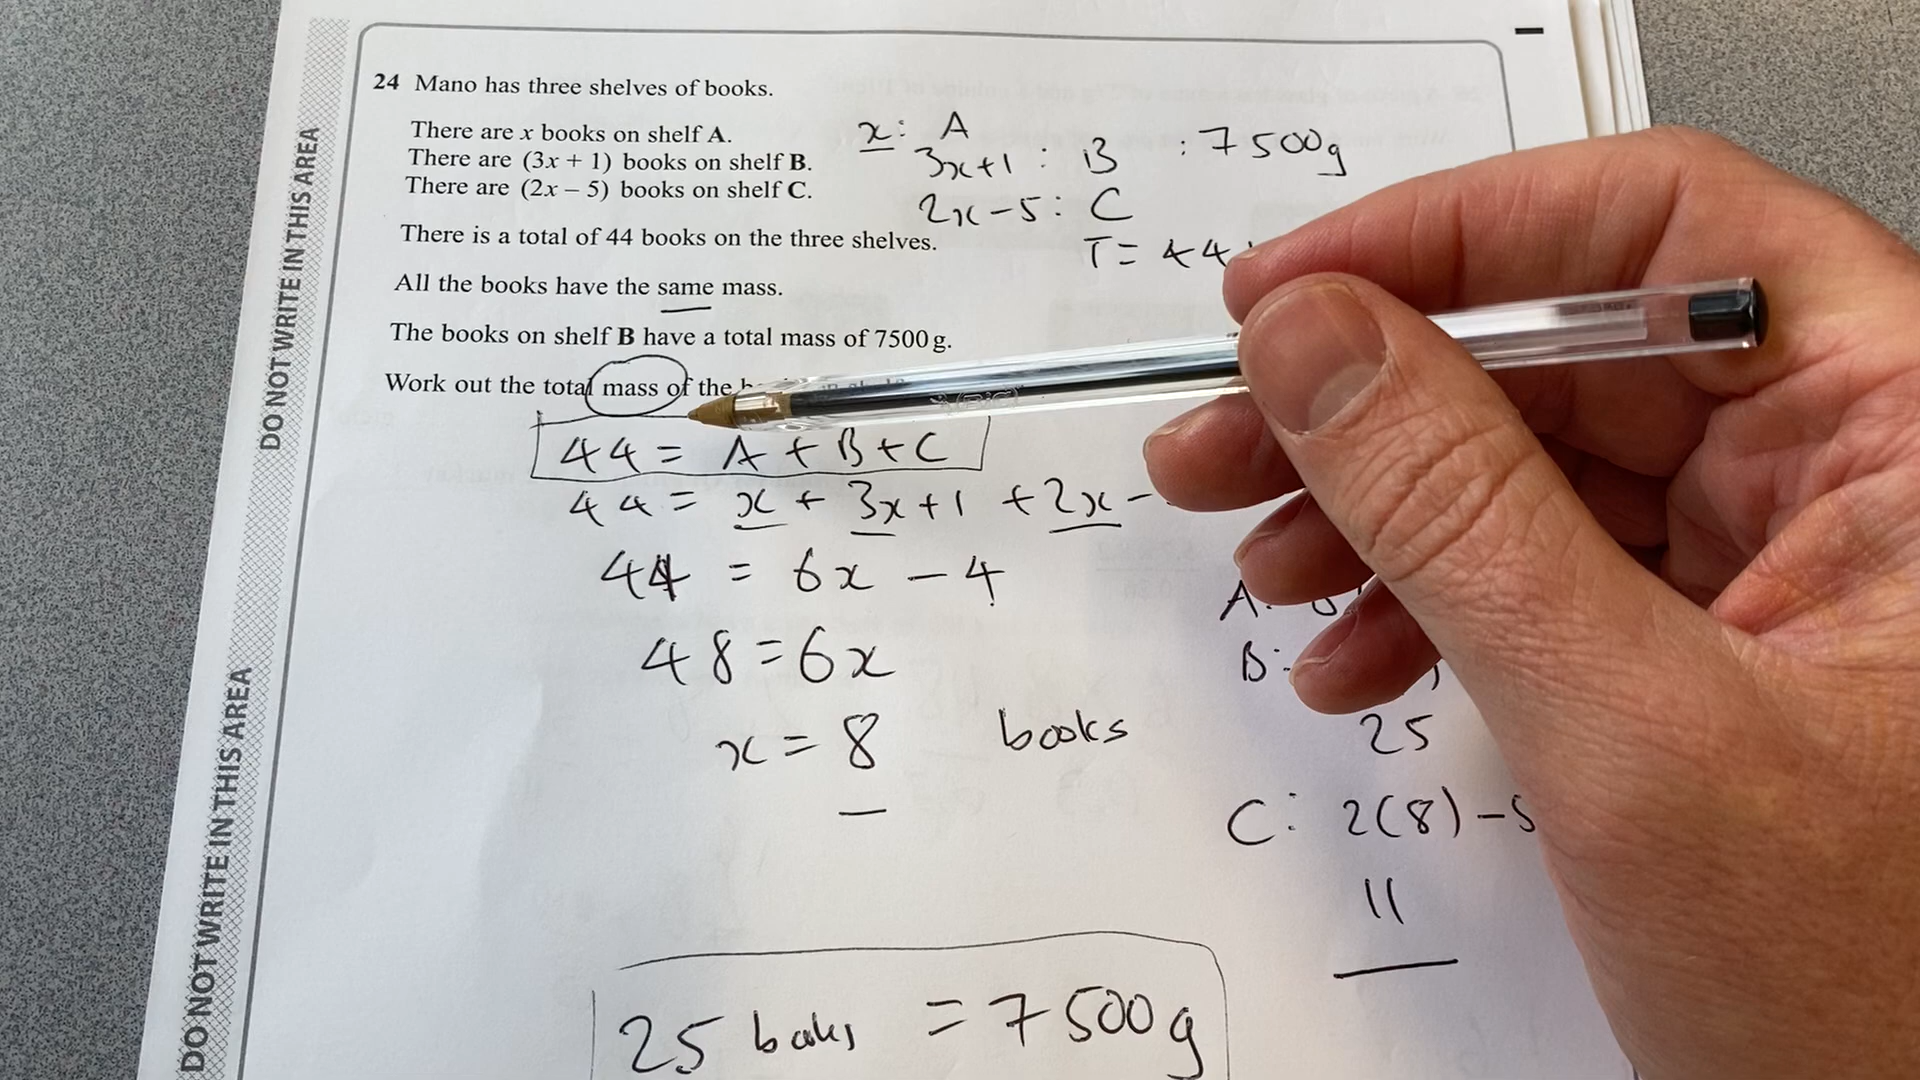 24 Mano has three shelves of books.
There are x books on shelf A.
There are (3x + 1) books on shelf B.
There are (2x – 5) books on shelf C.
There is a total of 44 books on the three shelves.
All the books have the same mass.
The books on shelf B have a total mass of 7500 g.
Work out the total mass of the
x: A
3x+1 : B : 7500g
2x-5: C
T= 44
44 = A + B + C
44 = x + 3x+1 + 2x -
44 = 6x - 4
48 = 6x
x = 8 books
A:
B:
25
C: 2(8)-5
11
25 books = 7500g
DO NOT WRITE IN THIS AREA
DO NOT WRITE IN THIS AREA
BIC